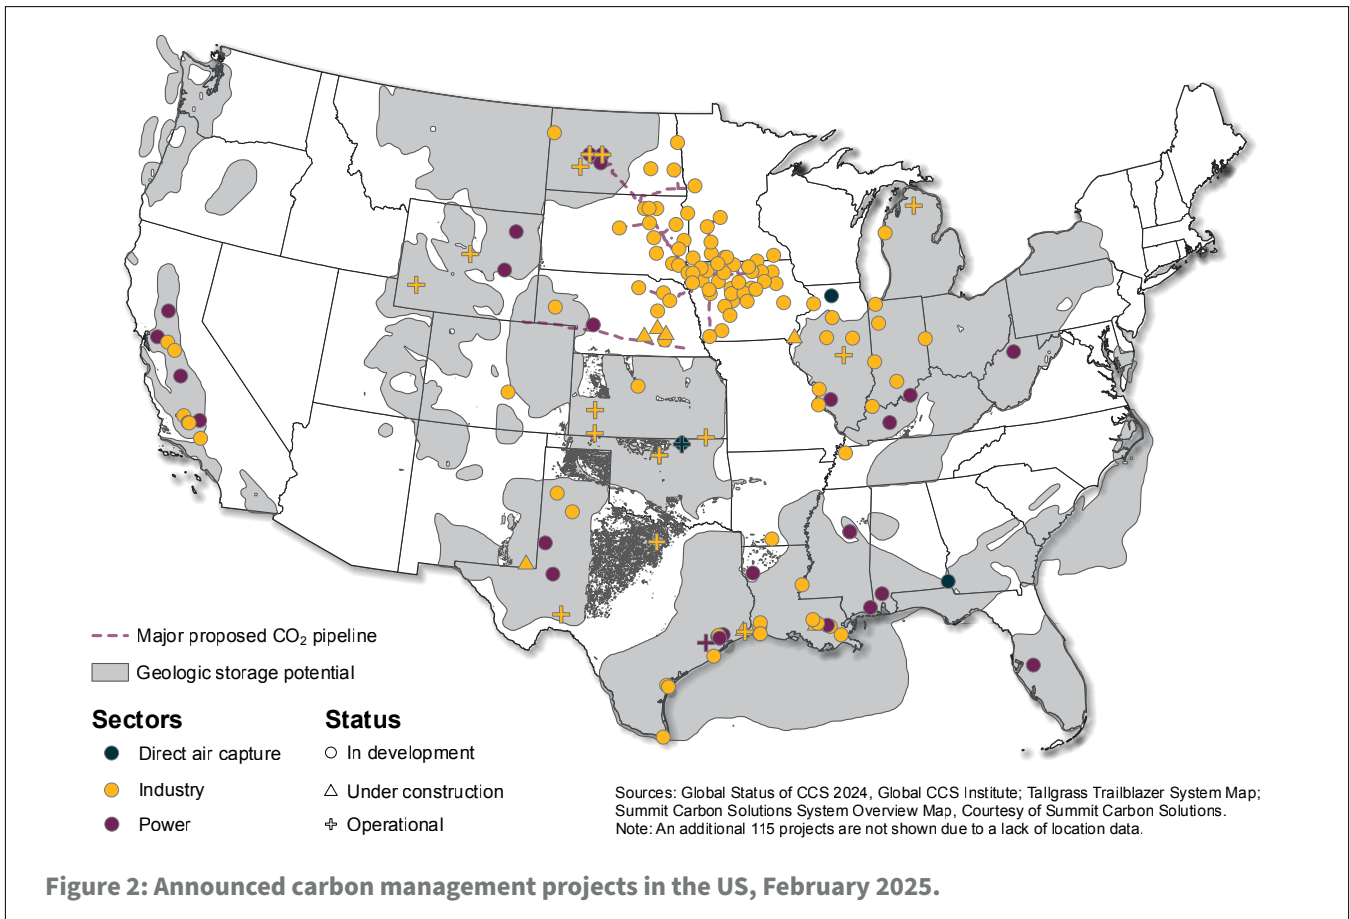 Major proposed CO₂ pipeline
Geologic storage potential
Sectors
Status
Direct air capture
In development
Industry
Under construction
Power
Operational
Sources: Global Status of CCS 2024, Global CCS Institute; Tallgrass Trailblazer System Map;
Summit Carbon Solutions System Overview Map, Courtesy of Summit Carbon Solutions.
Note: An additional 115 projects are not shown due to a lack of location data.
Figure 2: Announced carbon management projects in the US, February 2025.